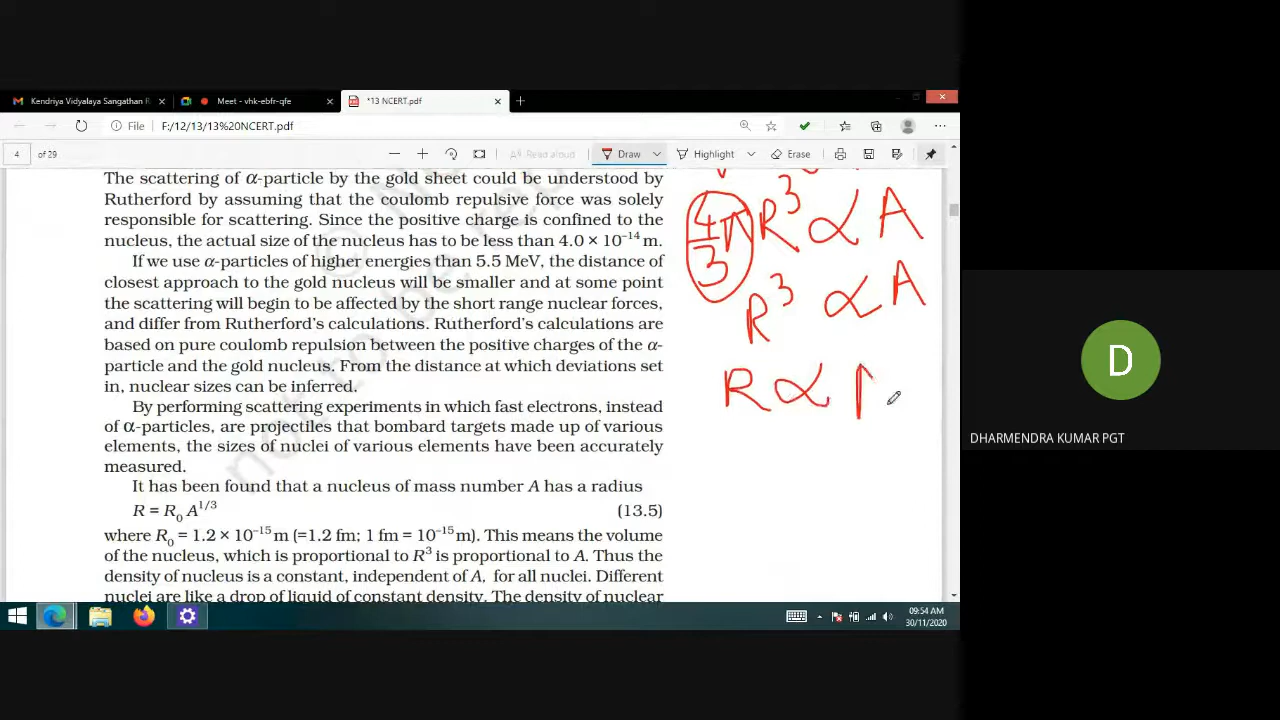 Kendriya Vidyalaya Sangathan R
Meet - vhk-ebfr-qfe
*13 NCERT.pdf
File F:/12/13/13%20NCERT.pdf
4 of 29
Read aloud
Draw
Highlight
Erase
The scattering of α-particle by the gold sheet could be understood by
Rutherford by assuming that the coulomb repulsive force was solely
responsible for scattering. Since the positive charge is confined to the
nucleus, the actual size of the nucleus has to be less than 4.0 × 10⁻¹⁴ m.
If we use α-particles of higher energies than 5.5 MeV, the distance of
closest approach to the gold nucleus will be smaller and at some point
the scattering will begin to be affected by the short range nuclear forces,
and differ from Rutherford's calculations. Rutherford's calculations are
based on pure coulomb repulsion between the positive charges of the α-
particle and the gold nucleus. From the distance at which deviations set
in, nuclear sizes can be inferred.
By performing scattering experiments in which fast electrons, instead
of α-particles, are projectiles that bombard targets made up of various
elements, the sizes of nuclei of various elements have been accurately
measured.
It has been found that a nucleus of mass number A has a radius
R = R₀ A^1/3 (13.5)
where R₀ = 1.2 × 10⁻¹⁵ m (=1.2 fm; 1 fm = 10⁻¹⁵ m). This means the volume
of the nucleus, which is proportional to R³ is proportional to A. Thus the
density of nucleus is a constant, independent of A, for all nuclei. Different
nuclei are like a drop of liquid of constant density. The density of nuclear
4/3 π R³ ∝ A
R³ ∝ A
R ∝
D
DHARMENDRA KUMAR PGT
09:54 AM
30/11/2020